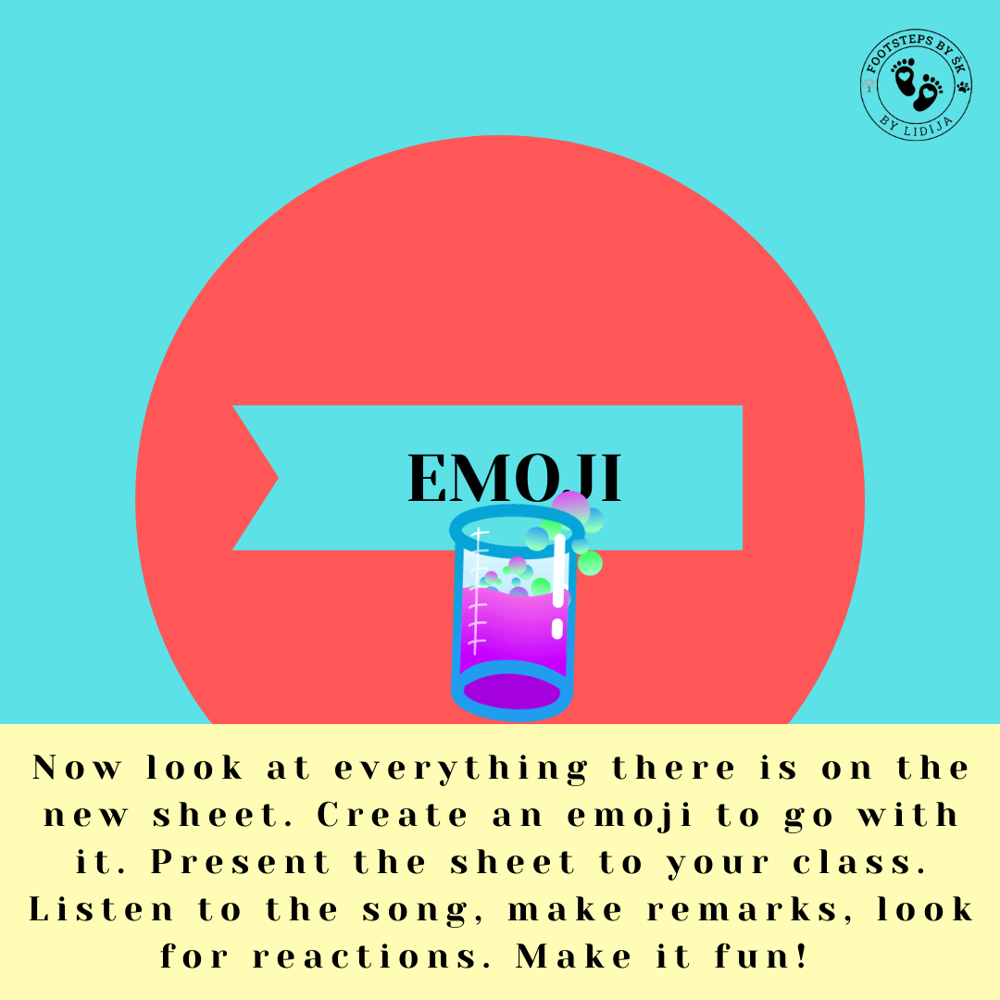 FOOTSTEPS BY ŠK
BY LIDIJA
EMOJI
Now look at everything there is on the
new sheet. Create an emoji to go with
it. Present the sheet to your class.
Listen to the song, make remarks, look
for reactions. Make it fun!